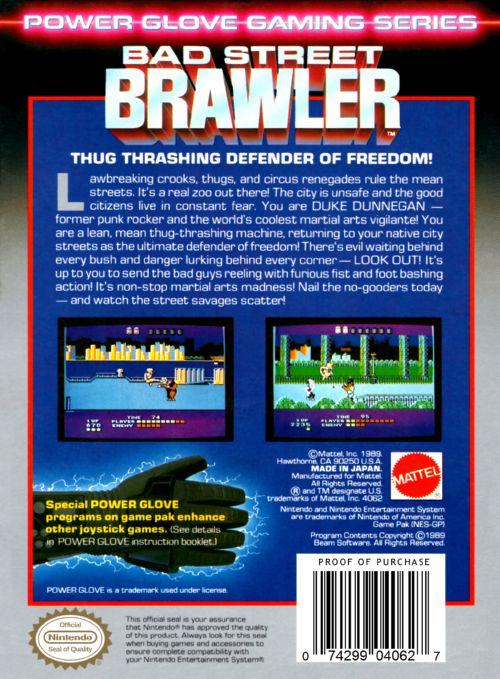 POWER GLOVE GAMING SERIES
BAD STREET
BRAWLER
TM
THUG THRASHING DEFENDER OF FREEDOM!
Lawbreaking crooks, thugs, and circus renegades rule the mean
streets. It's a real zoo out there! The city is unsafe and the good
citizens live in constant fear. You are DUKE DUNNEGAN —
former punk rocker and the world's coolest martial arts vigilante! You
are a lean, mean thug-thrashing machine, returning to your native city
streets as the ultimate defender of freedom! There's evil waiting behind
every bush and danger lurking behind every corner — LOOK OUT! It's
up to you to send the bad guys reeling with furious fist and foot bashing
action! It's non-stop martial arts madness! Nail the no-gooders today
— and watch the street savages scatter!
TIME 74
1UP PLAYER
670 ENEMY
TIME 95
1UP PLAYER
2235 ENEMY
©Mattel, Inc. 1989.
Hawthorne, CA 90250 U.S.A.
MADE IN JAPAN.
Manufactured for Mattel.
All Rights Reserved.
® and TM designate U.S.
trademarks of Mattel, Inc. 4062
MATTEL
®
Nintendo and Nintendo Entertainment System
are trademarks of Nintendo of America Inc.
Game Pak (NES-GP)
Program Contents Copyright ©1989
Beam Software. All Rights Reserved.
Special POWER GLOVE
programs on game pak enhance
other joystick games. (See details
in POWER GLOVE instruction booklet.)
POWER GLOVE is a trademark used under license.
PROOF OF PURCHASE
0 74299 04062 7
Official
Nintendo
Seal of Quality
This official seal is your assurance
that Nintendo® has approved the quality
of this product. Always look for this seal
when buying games and accessories to
ensure complete compatibility with
your Nintendo Entertainment System®